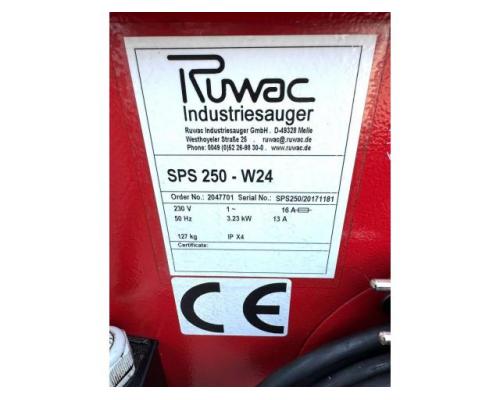 Ruwac
Industriesauger
Ruwac Industriesauger GmbH . D-49328 Melle
Westhoyeler Straße 25 . ruwac@.ruwac.de
Phone: 0049 (0)52 26-98 30-0 . www.ruwac.de
SPS 250 - W24
Order No.: 2047701 Serial No.: SPS250/20171181
230 V 1 ~ 16 A
50 Hz 3.23 kW 13 A
127 kg IP X4
Certificate:
CE